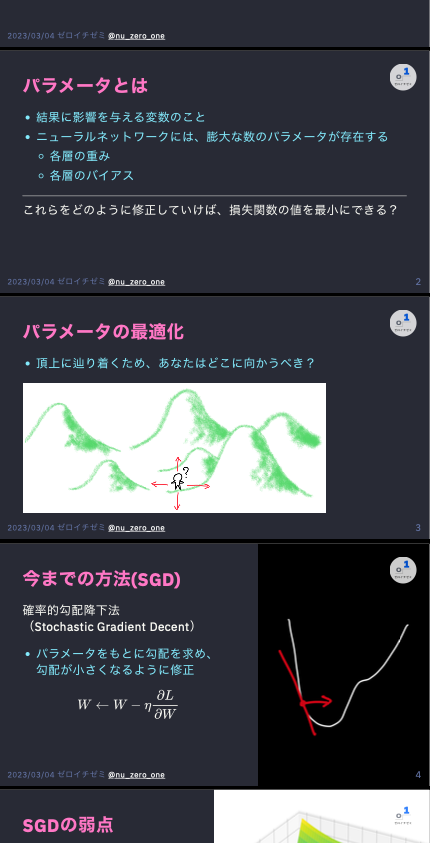 2023/03/04 ゼロイチゼミ @nu_zero_one
パラメータとは
結果に影響を与える変数のこと
ニューラルネットワークには、膨大な数のパラメータが存在する
各層の重み
各層のバイアス
これらをどのように修正していけば、損失関数の値を最小にできる？
2023/03/04 ゼロイチゼミ @nu_zero_one
2
パラメータの最適化
頂上に辿り着くため、あなたはどこに向かうべき？
?
2023/03/04 ゼロイチゼミ @nu_zero_one
3
今までの方法(SGD)
確率的勾配降下法
（Stochastic Gradient Decent）
パラメータをもとに勾配を求め、
勾配が小さくなるように修正
W ← W − η ∂L/∂W
2023/03/04 ゼロイチゼミ @nu_zero_one
4
SGDの弱点